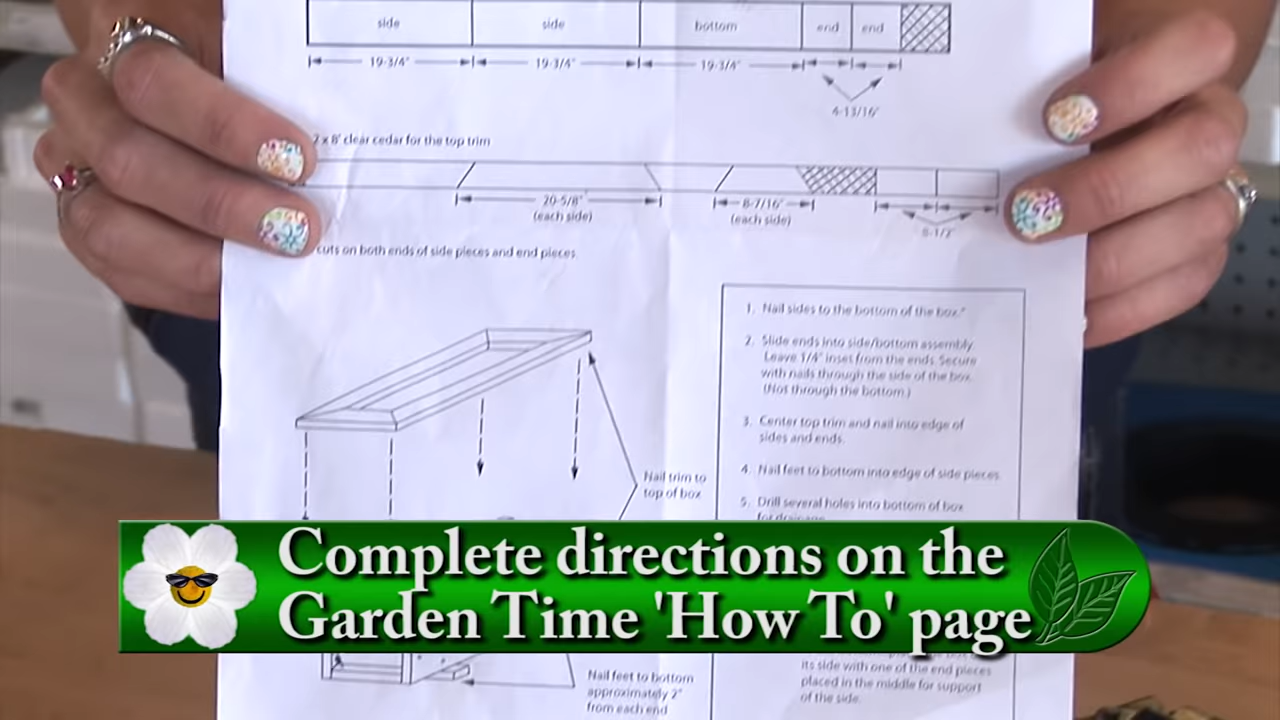 side side bottom end end
19-3/4" 19-3/4" 19-3/4"
4-13/16"
2 x 8' clear cedar for the top trim
20-5/8" 8-7/16"
(each side) (each side)
8-1/2"
cuts on both ends of side pieces and end pieces.
1. Nail sides to the bottom of the box.*
2. Slide ends into side/bottom assembly.
Leave 1/4" inset from the ends. Secure
with nails through the side of the box.
(Not through the bottom.)
3. Center top trim and nail into edge of
sides and ends.
4. Nail feet to bottom into edge of side pieces
5. Drill several holes into bottom of box
for drainage
Nail trim to
top of box
Complete directions on the
Garden Time 'How To' page
Nail feet to bottom
approximately 2"
from each end
its side with one of the end pieces
placed in the middle for support
of the side.